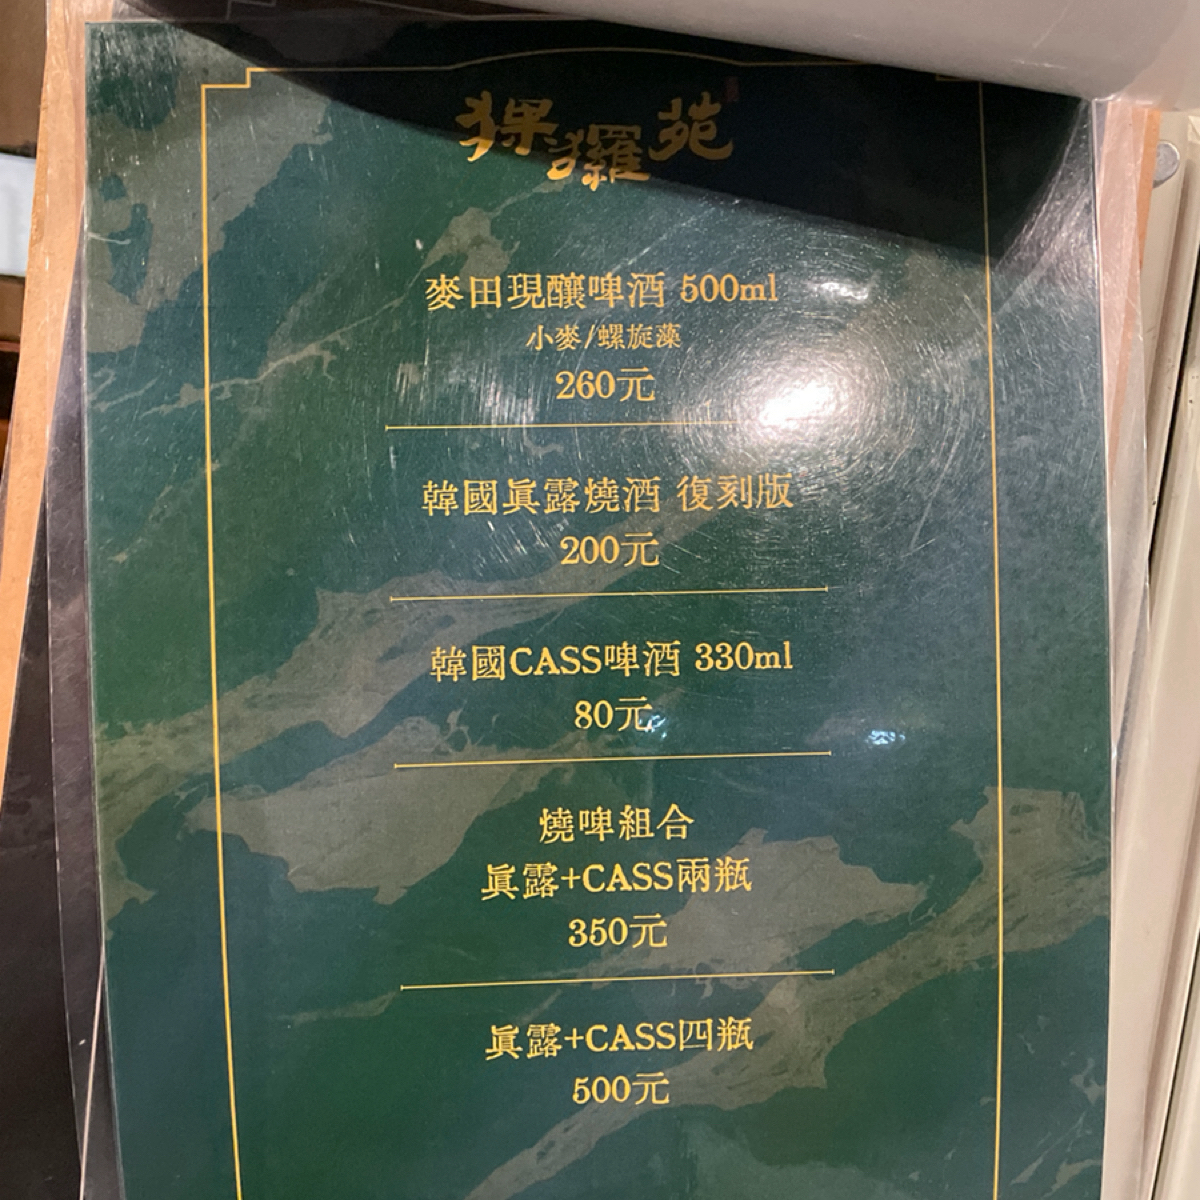 猓玀苑
麥田現釀啤酒 500ml
小麥/螺旋藻
260元
韓國眞露燒酒 復刻版
200元
韓國CASS啤酒 330ml
80元
燒啤組合
眞露+CASS兩瓶
350元
眞露+CASS四瓶
500元